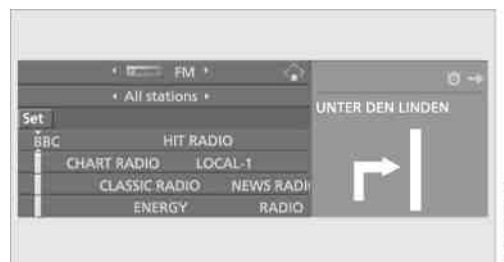 FM
All stations
UNTER DEN LINDEN
Set
BBC HIT RADIO
CHART RADIO LOCAL-1
CLASSIC RADIO NEWS RADI
ENERGY RADIO